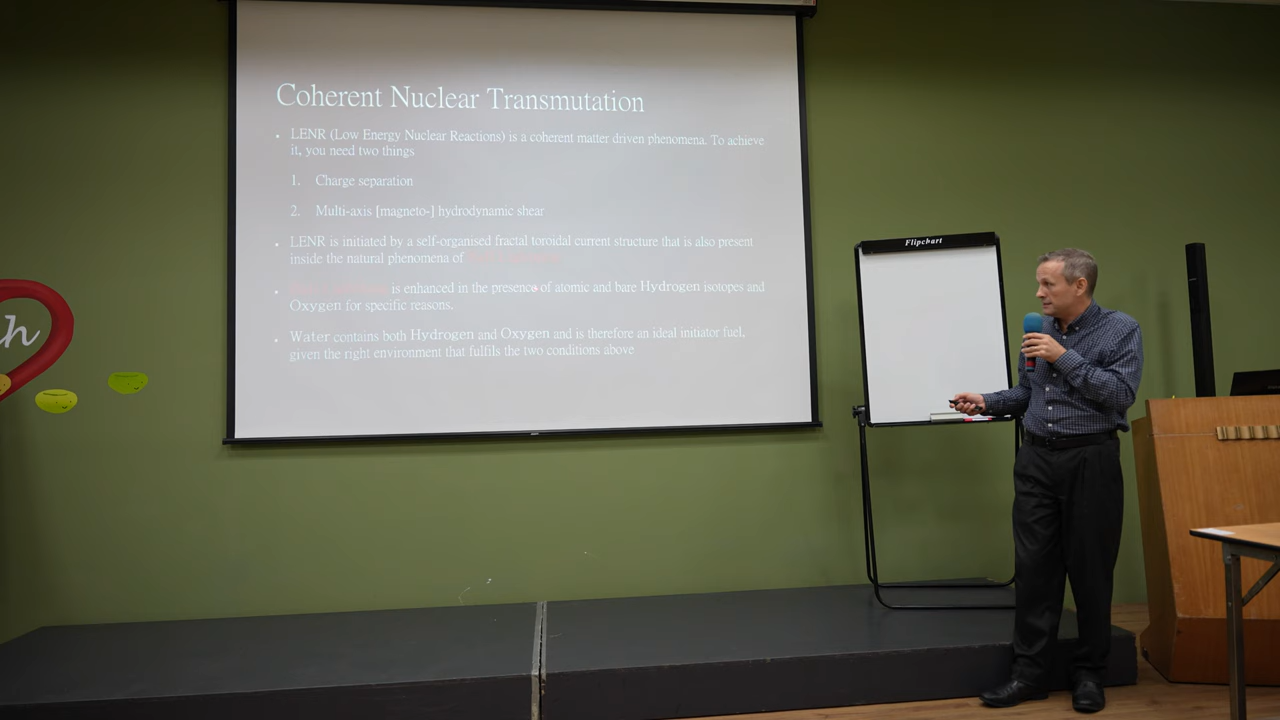 Coherent Nuclear Transmutation
• LENR (Low Energy Nuclear Reactions) is a coherent matter driven phenomena. To achieve
it, you need two things
1. Charge separation
2. Multi-axis [magneto-] hydrodynamic shear
• LENR is initiated by a self-organised fractal toroidal current structure that is also present
inside the natural phenomena of
• is enhanced in the presence of atomic and bare Hydrogen isotopes and
Oxygen for specific reasons.
• Water contains both Hydrogen and Oxygen and is therefore an ideal initiator fuel,
given the right environment that fulfils the two conditions above
Flipchart
h